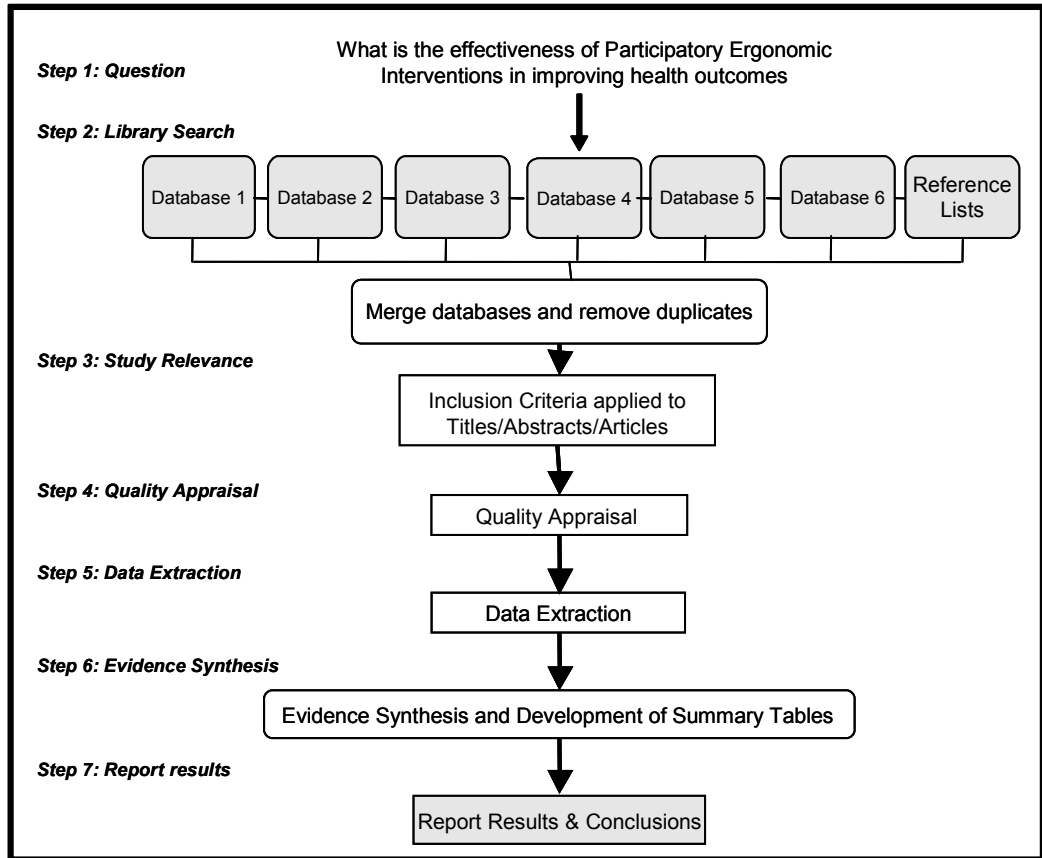 What is the effectiveness of Participatory Ergonomic
Step 1: Question
Interventions in improving health outcomes
Step 2: Library Search
Database 1
Database 2
Database 3
Database 4
Database 5
Database 6
Reference
Lists
Merge databases and remove duplicates
Step 3: Study Relevance
Inclusion Criteria applied to
Titles/Abstracts/Articles
Step 4: Quality Appraisal
Quality Appraisal
Step 5: Data Extraction
Data Extraction
Step 6: Evidence Synthesis
Evidence Synthesis and Development of Summary Tables
Step 7: Report results
Report Results & Conclusions